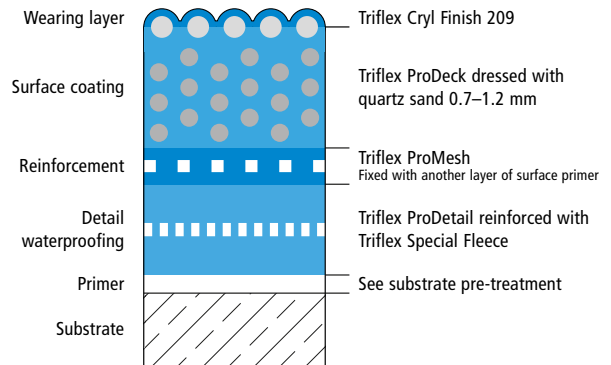 Wearing layer
Triflex Cryl Finish 209
Surface coating
Triflex ProDeck dressed with
quartz sand 0.7–1.2 mm
Reinforcement
Triflex ProMesh
Fixed with another layer of surface primer
Detail
waterproofing
Triflex ProDetail reinforced with
Triflex Special Fleece
Primer
See substrate pre-treatment
Substrate